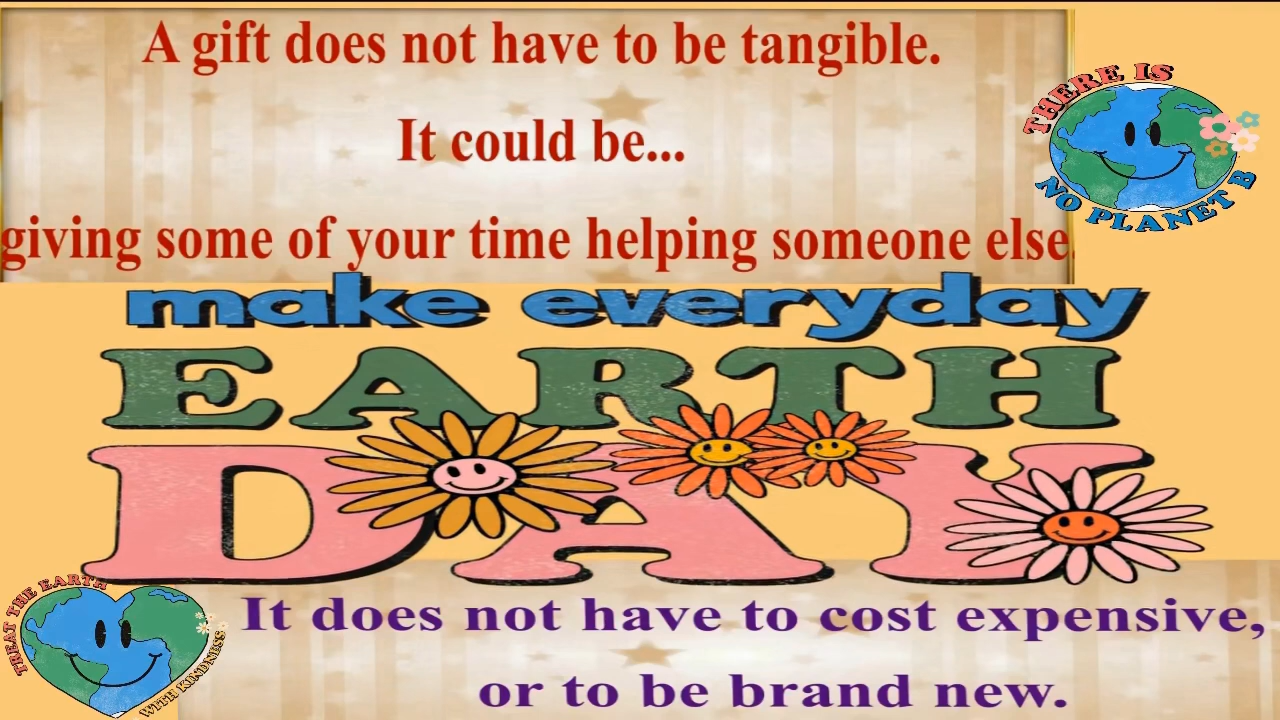 A gift does not have to be tangible.
It could be...
giving some of your time helping someone else.
THERE IS
NO PLANET B
make everyday
EARTH
DAY
TREAT THE EARTH
WITH KINDNESS
It does not have to cost expensive,
or to be brand new.